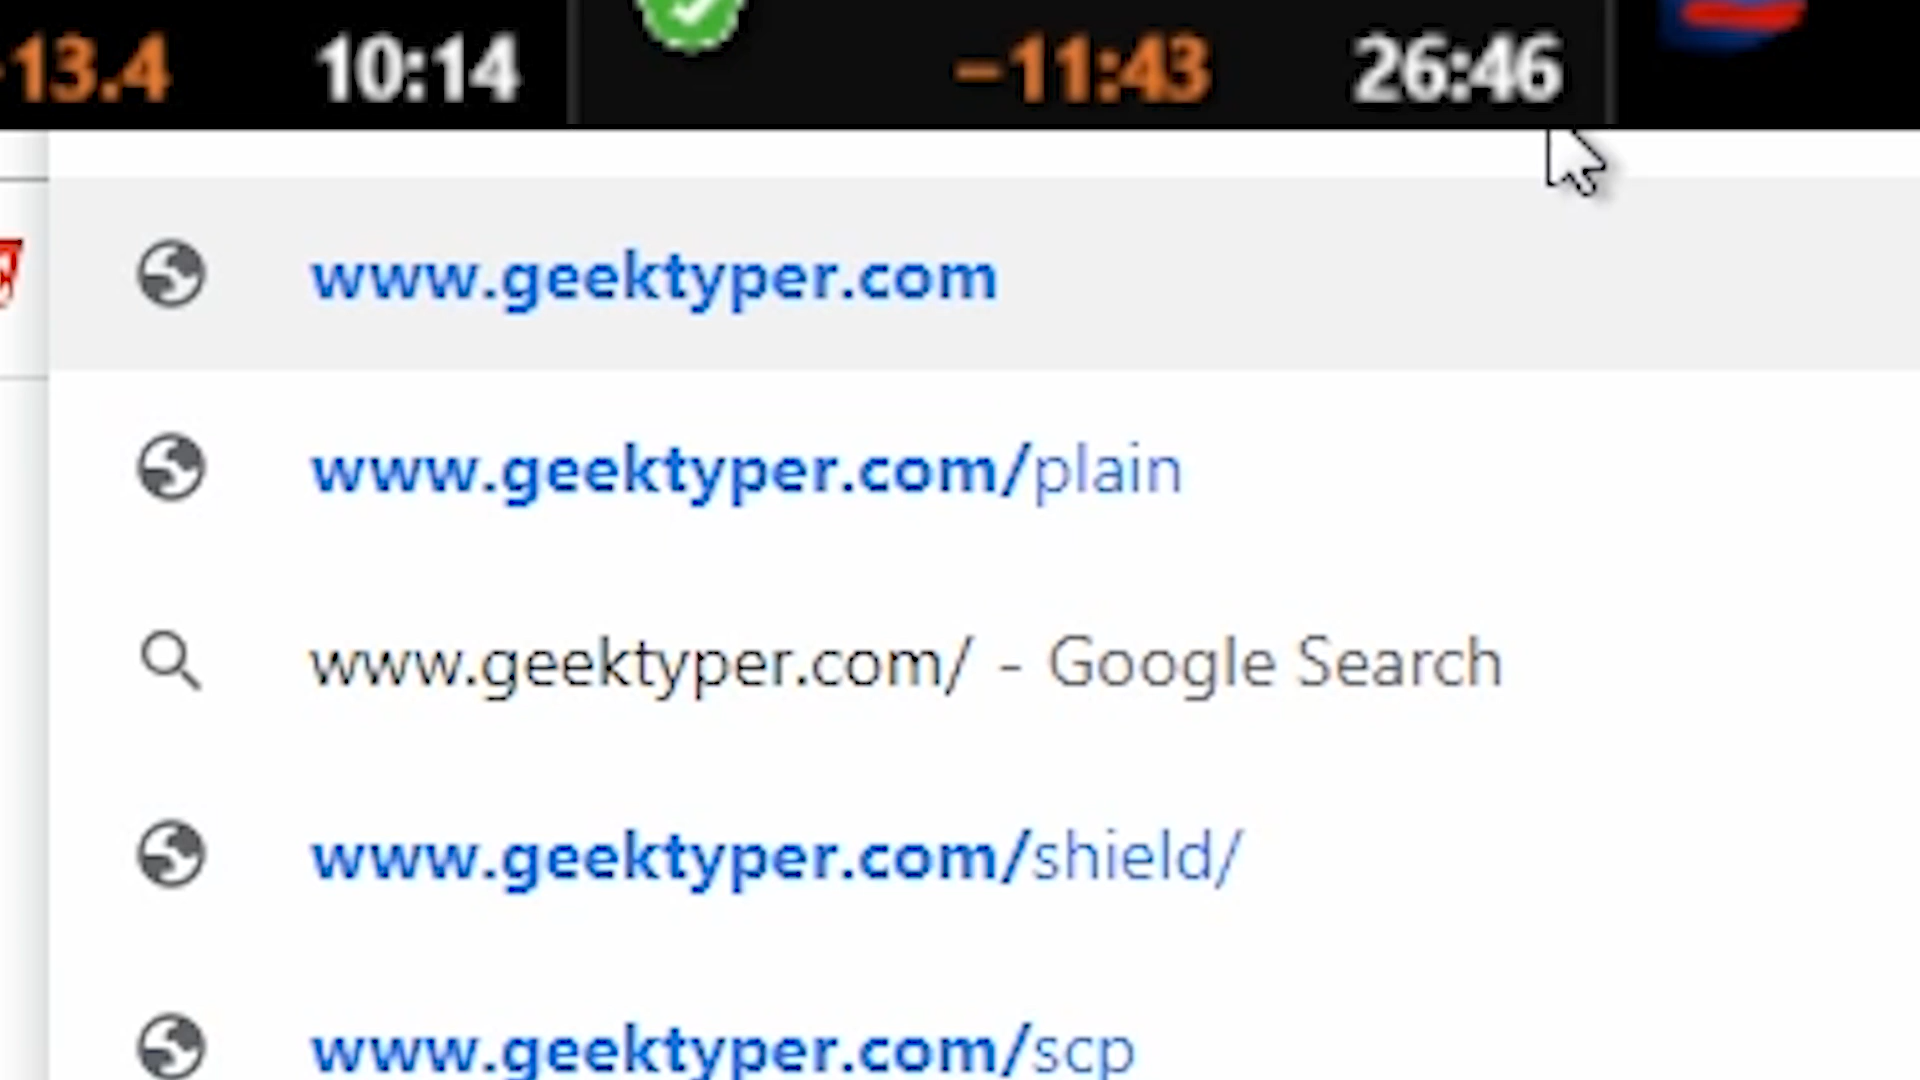 -13.4 10:14 −11:43 26:46
www.geektyper.com
www.geektyper.com/plain
www.geektyper.com/ - Google Search
www.geektyper.com/shield/
www.geektyper.com/scp